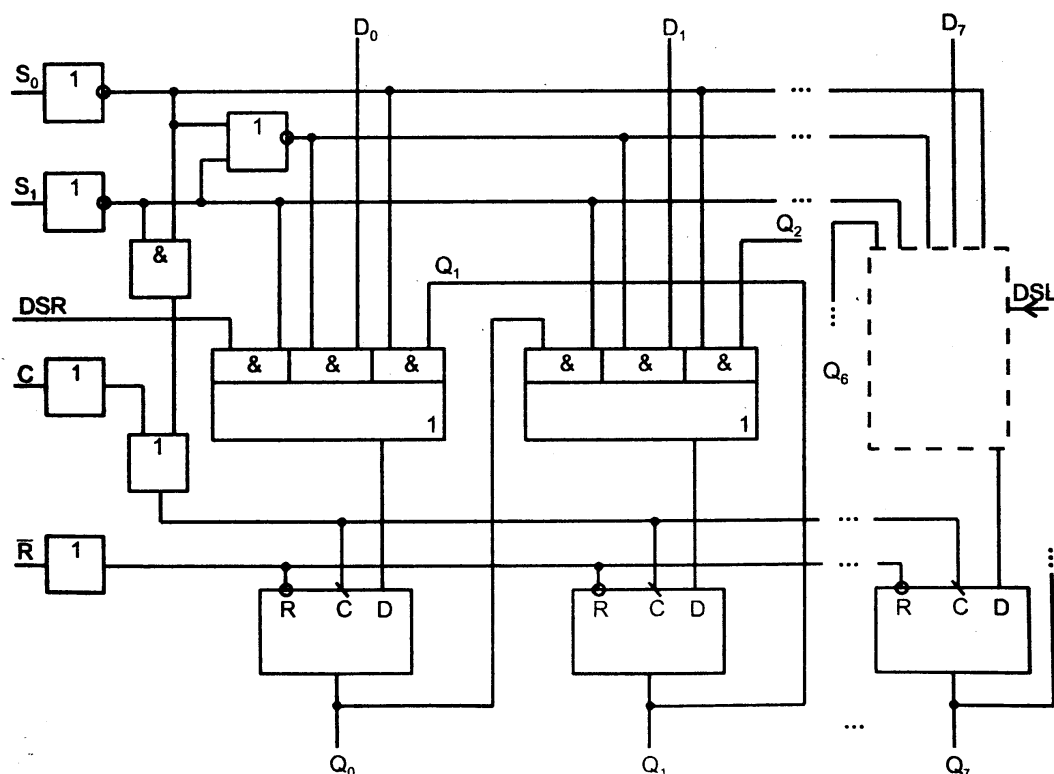 D₀ D₁ D₇
S₀ 1 ...
1 ...
S₁ 1 ...
Q₂
&
Q₁
DSR DSL
...
& & & & & & Q₆
C 1
1 1
1
...
R̅ 1 ... ...
R C D R C D R C D
...
Q₀ Q₁ Q₇